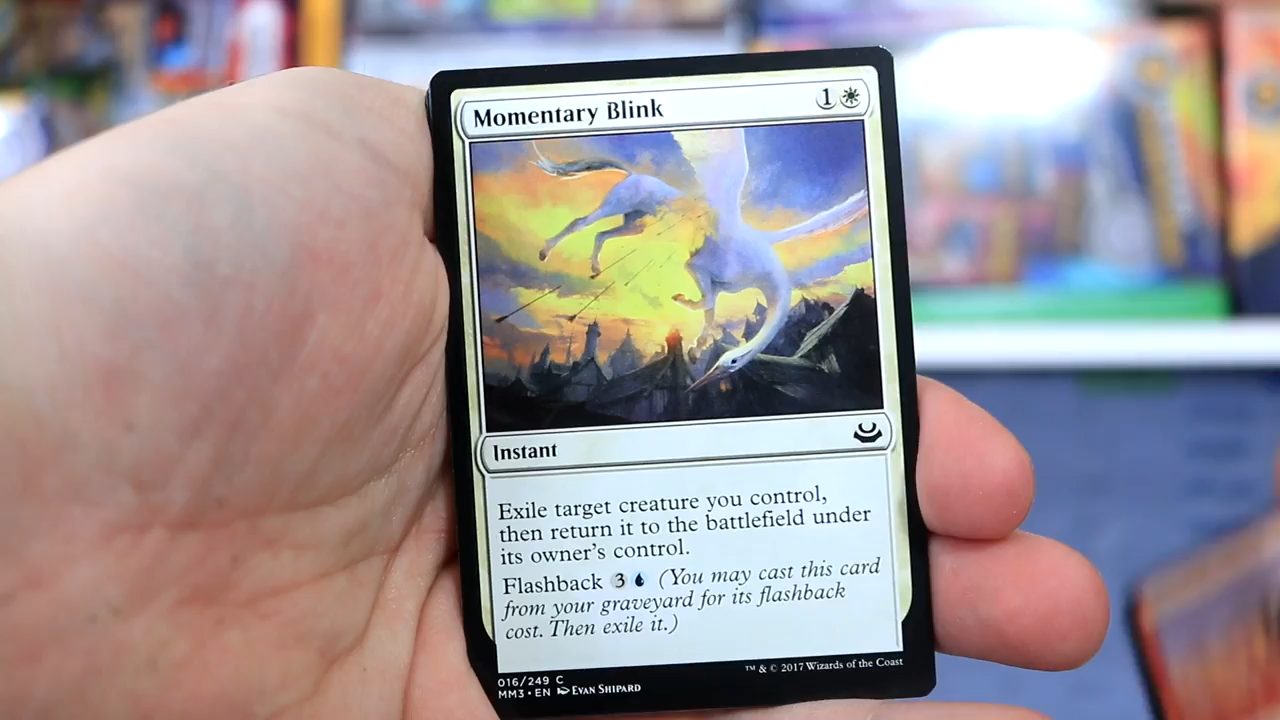 Momentary Blink 1
Instant
Exile target creature you control,
then return it to the battlefield under
its owner's control.
Flashback 3 (You may cast this card
from your graveyard for its flashback
cost. Then exile it.)
016/249 C
MM3 • EN Evan Shipard
™ & © 2017 Wizards of the Coast